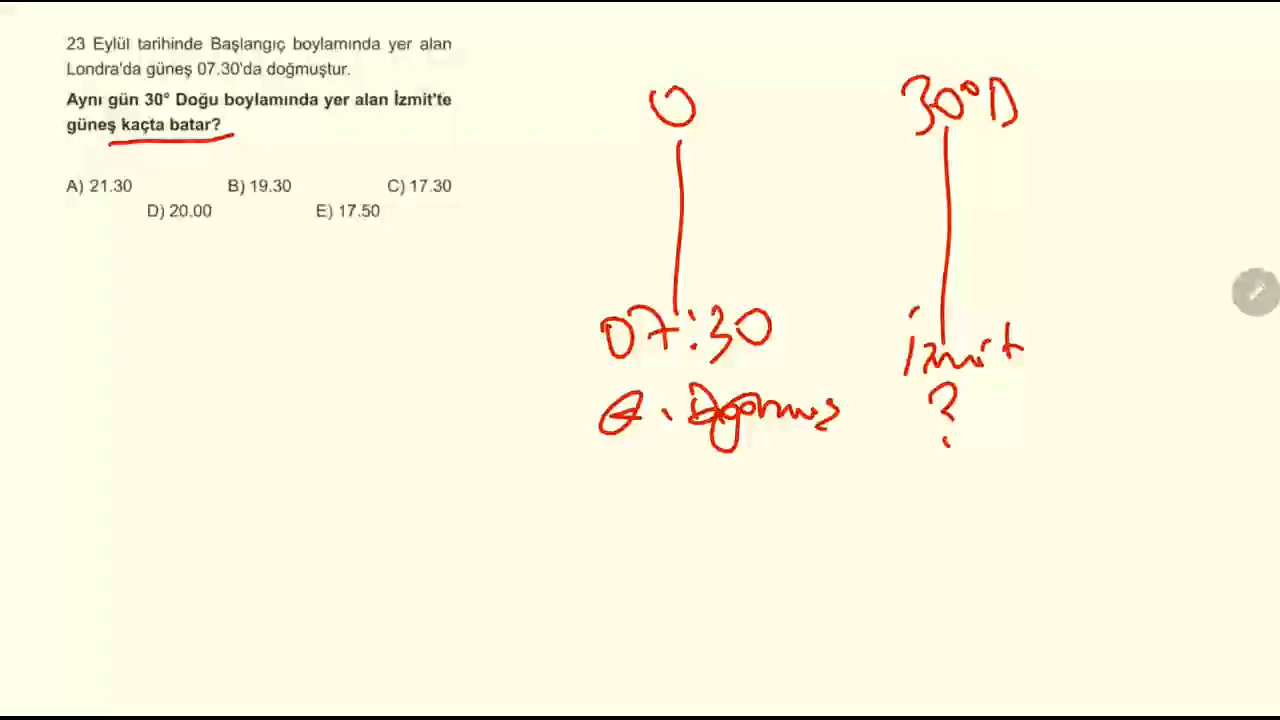 23 Eylül tarihinde Başlangıç boylamında yer alan
Londra'da güneş 07.30'da doğmuştur.
Aynı gün 30° Doğu boylamında yer alan İzmit'te
güneş kaçta batar?
A) 21.30 B) 19.30 C) 17.30
D) 20.00 E) 17.50
0 30°D
07:30 İzmit
G. Doğmuş ?